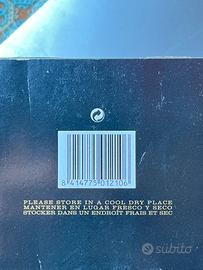 8 414775 012106
PLEASE STORE IN A COOL DRY PLACE
MANTENER EN LUGAR FRESCO Y SECO
STOCKER DANS UN ENDROÎT FRAIS ET SEC
subito